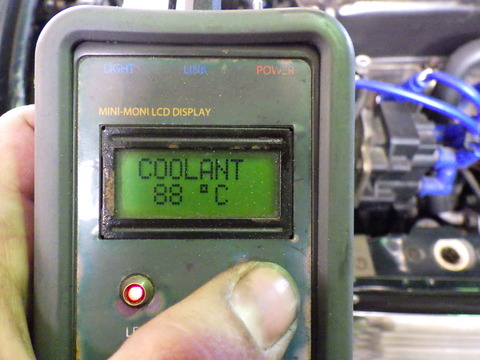 LIGHT LINK POWER
MINI-MONI LCD DISPLAY
COOLANT
88 °C